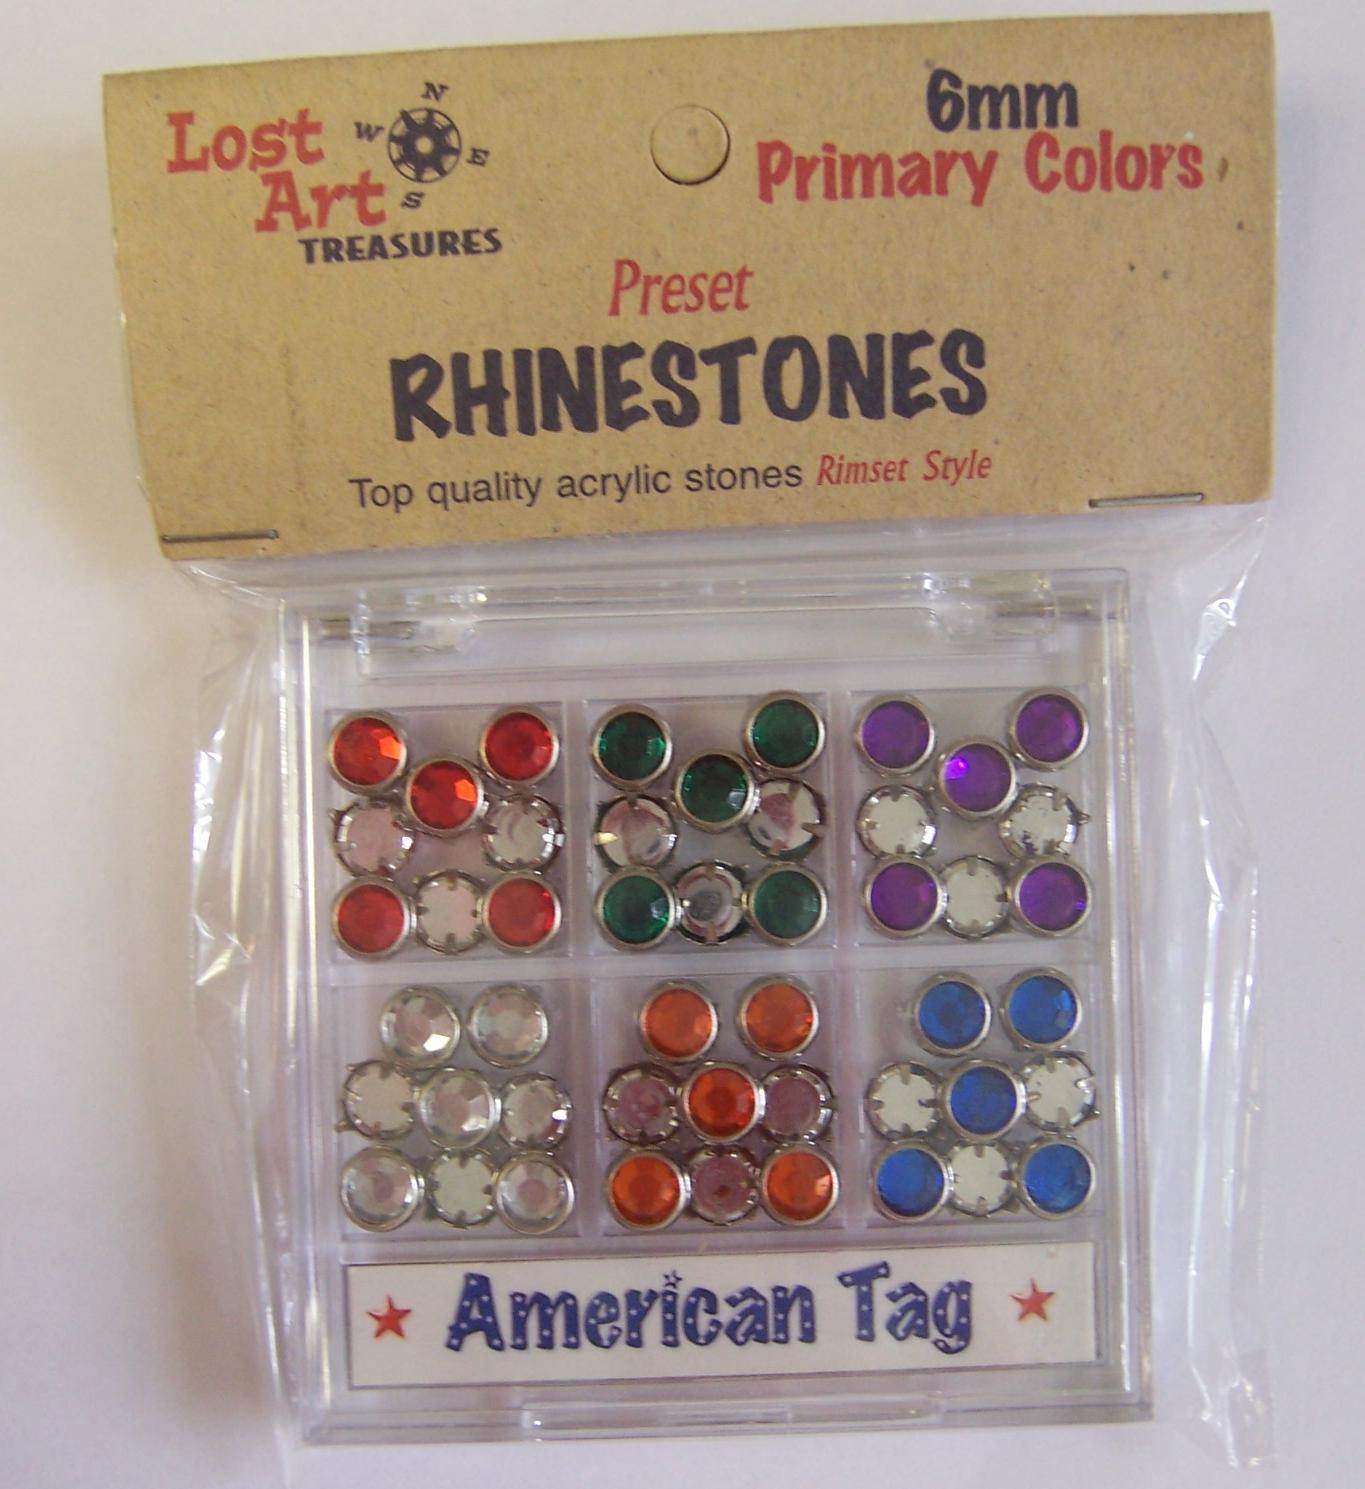 Lost
Art
TREASURES
N
W
E
S
6mm
Primary Colors
Preset
RHINESTONES
Top quality acrylic stones Rimset Style
American Tag